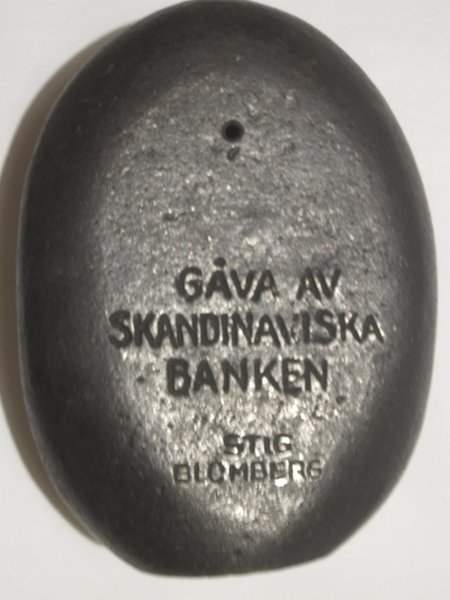 GÅVA AV
SKANDINAVISKA
BANKEN
STIG
BLOMBERG